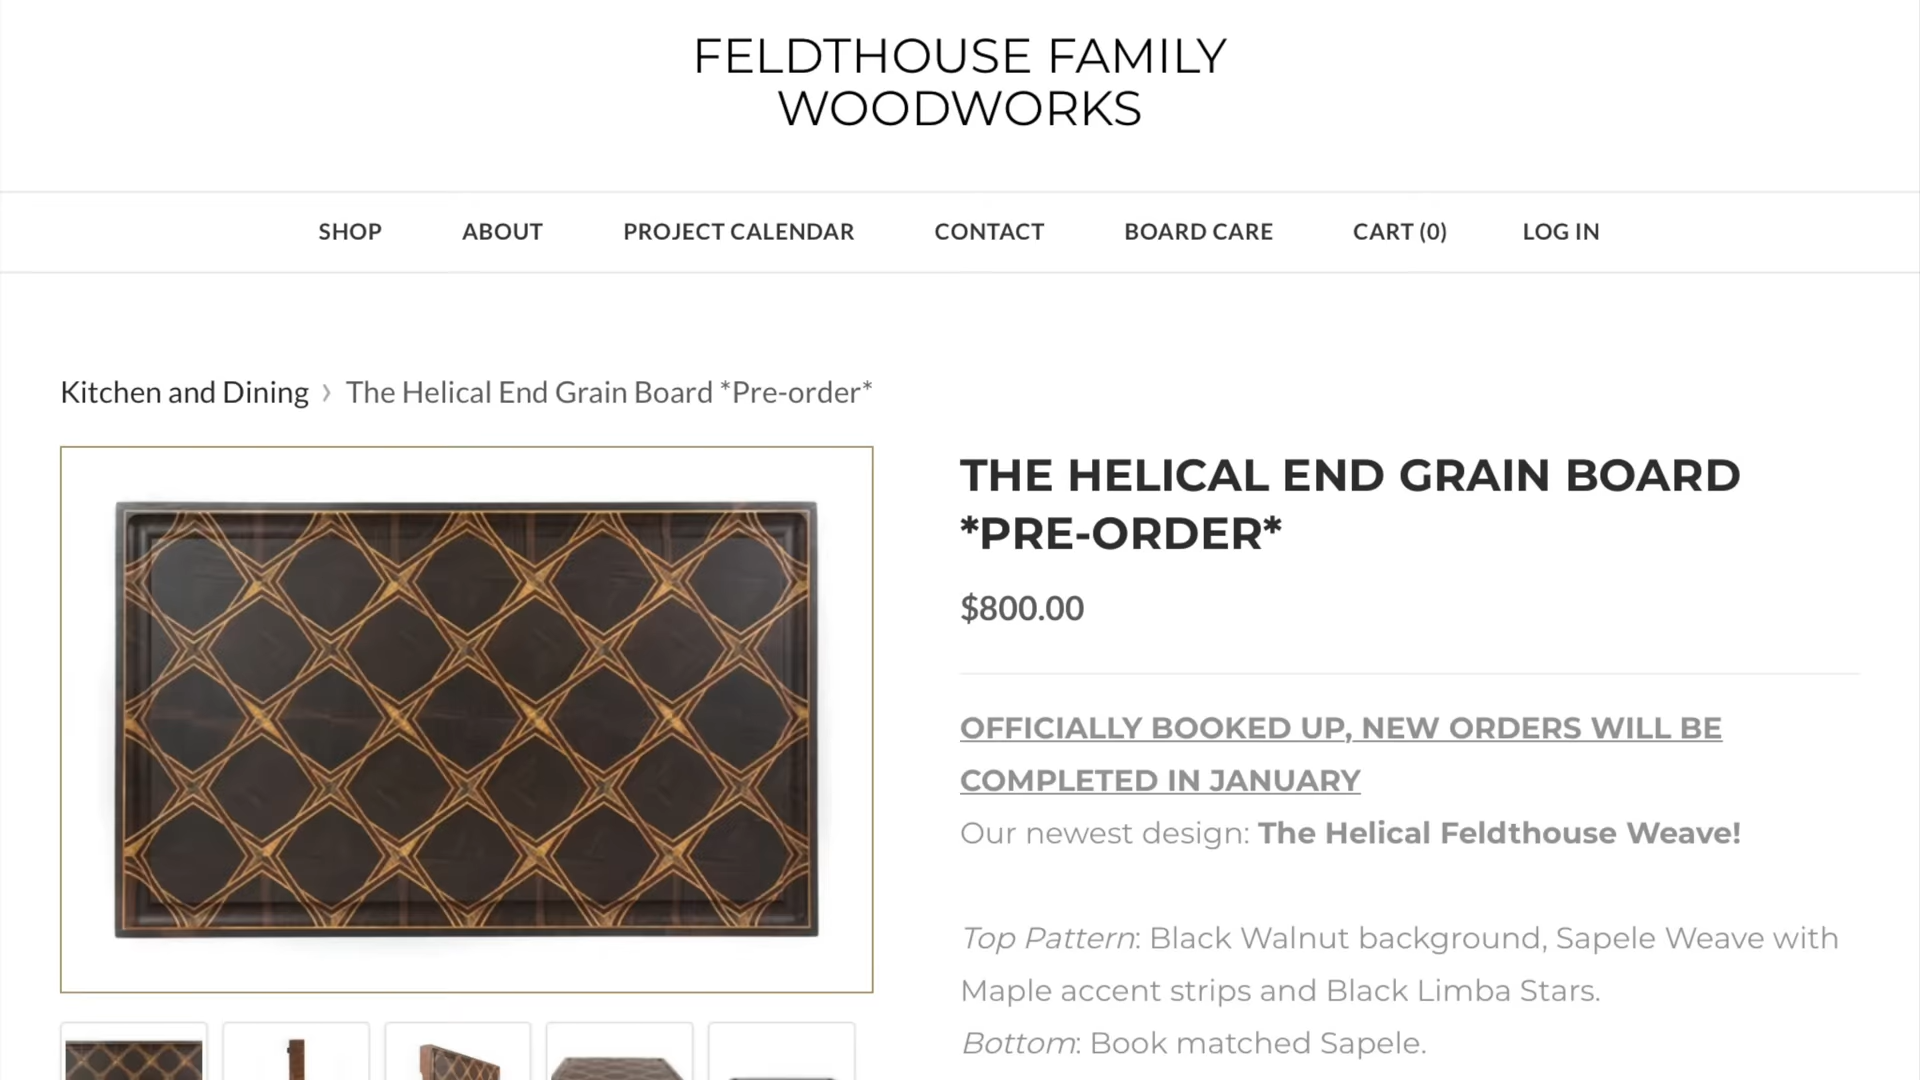 FELDTHOUSE FAMILY
WOODWORKS
SHOP ABOUT PROJECT CALENDAR CONTACT BOARD CARE CART (0) LOG IN
Kitchen and Dining › The Helical End Grain Board *Pre-order*
THE HELICAL END GRAIN BOARD
*PRE-ORDER*
$800.00
OFFICIALLY BOOKED UP, NEW ORDERS WILL BE
COMPLETED IN JANUARY
Our newest design: The Helical Feldthouse Weave!
Top Pattern: Black Walnut background, Sapele Weave with
Maple accent strips and Black Limba Stars.
Bottom: Book matched Sapele.